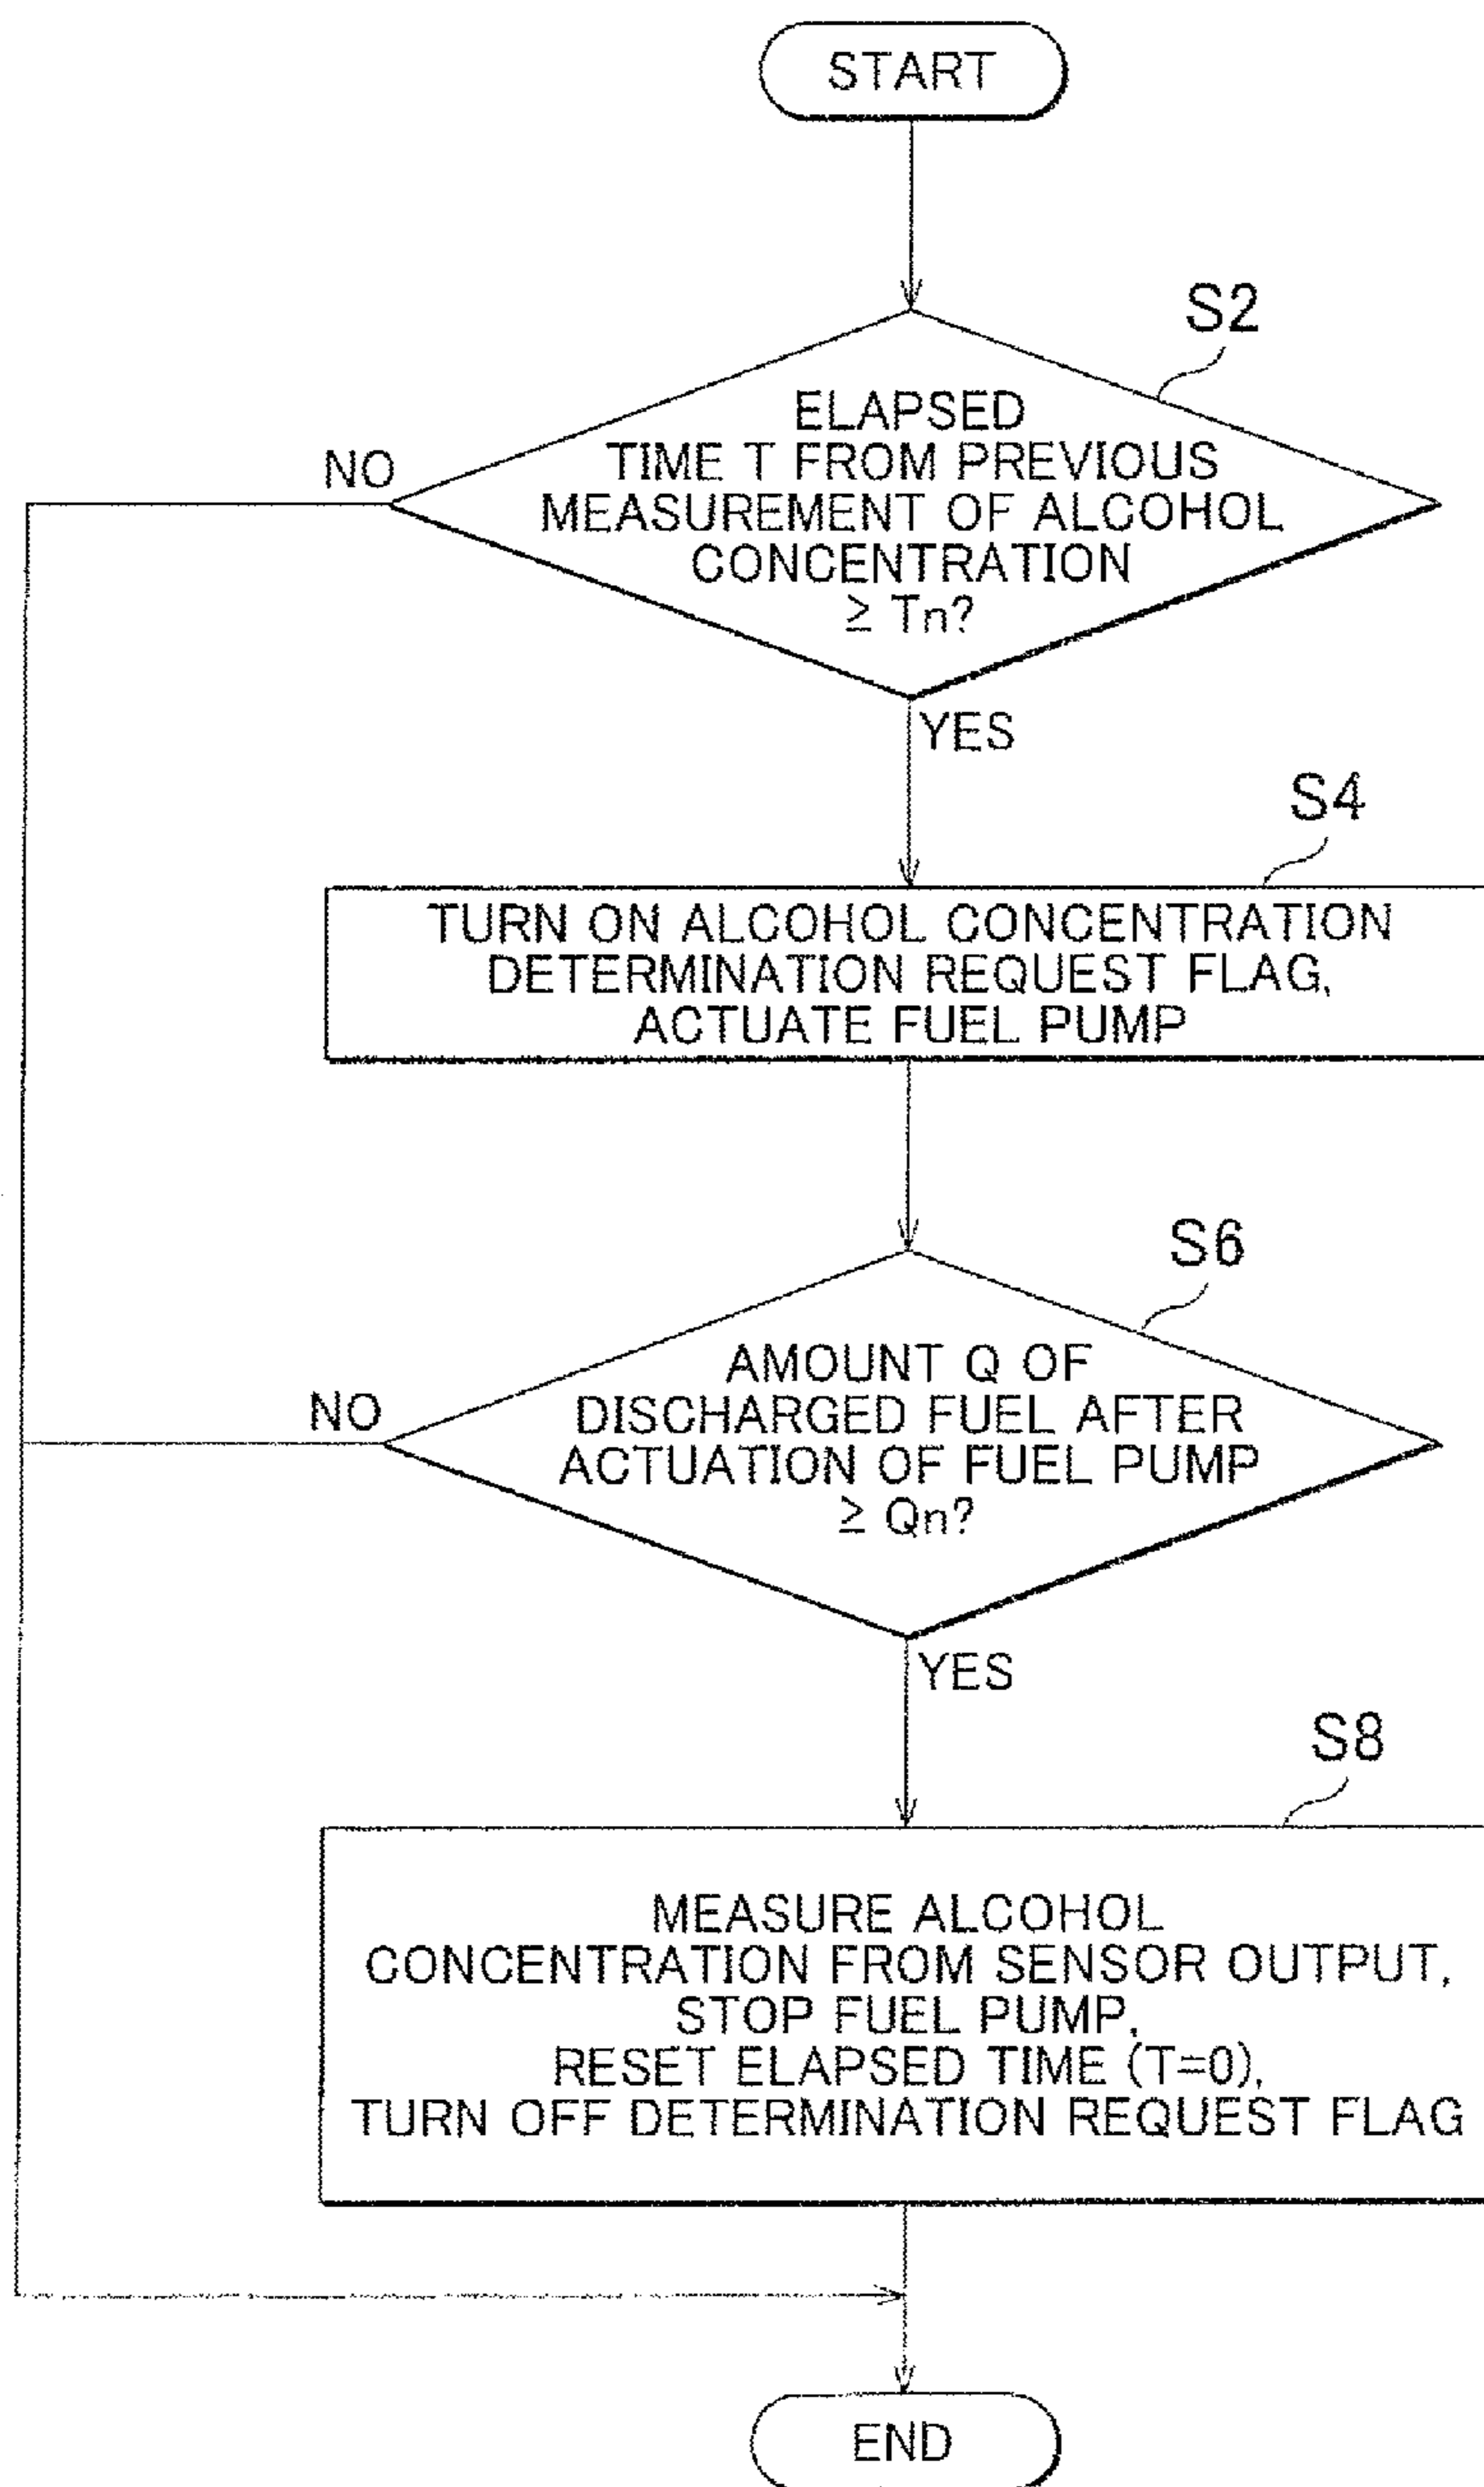 START
S2
ELAPSED
TIME T FROM PREVIOUS
MEASUREMENT OF ALCOHOL
CONCENTRATION
≥ Tn?
NO
YES
S4
TURN ON ALCOHOL CONCENTRATION
DETERMINATION REQUEST FLAG,
ACTUATE FUEL PUMP
S6
AMOUNT Q OF
DISCHARGED FUEL AFTER
ACTUATION OF FUEL PUMP
≥ Qn?
NO
YES
S8
MEASURE ALCOHOL
CONCENTRATION FROM SENSOR OUTPUT,
STOP FUEL PUMP,
RESET ELAPSED TIME (T=0),
TURN OFF DETERMINATION REQUEST FLAG
END